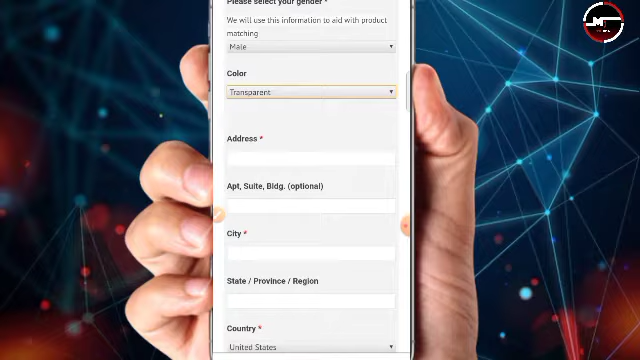 Please select your gender *
We will use this information to aid with product
matching
Male
Color
Transparent
Address *
Apt, Suite, Bldg. (optional)
City *
State / Province / Region
Country *
United States